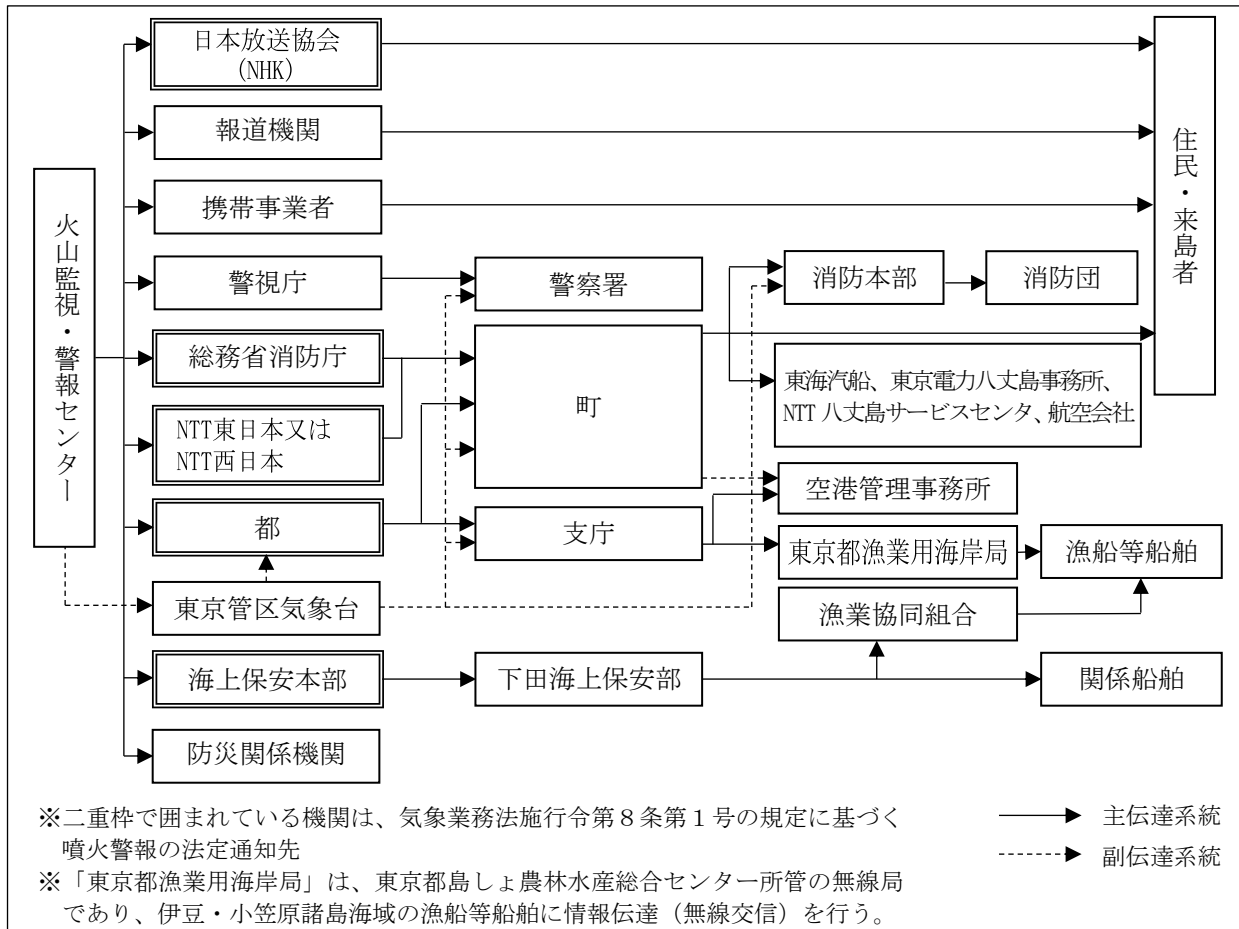 日本放送協会
(NHK)
報道機関
携帯事業者
警視庁
総務省消防庁
NTT東日本又は
NTT西日本
都
東京管区気象台
海上保安本部
防災関係機関
火山監視・警報センター
警察署
町
支庁
下田海上保安部
消防本部
消防団
東海汽船、東京電力八丈島事務所、
NTT 八丈島サービスセンタ、航空会社
空港管理事務所
東京都漁業用海岸局
漁船等船舶
漁業協同組合
関係船舶
住民・来島者
※二重枠で囲まれている機関は、気象業務法施行令第8条第1号の規定に基づく
噴火警報の法定通知先
※「東京都漁業用海岸局」は、東京都島しょ農林水産総合センター所管の無線局
であり、伊豆・小笠原諸島海域の漁船等船舶に情報伝達（無線交信）を行う。
主伝達系統
副伝達系統